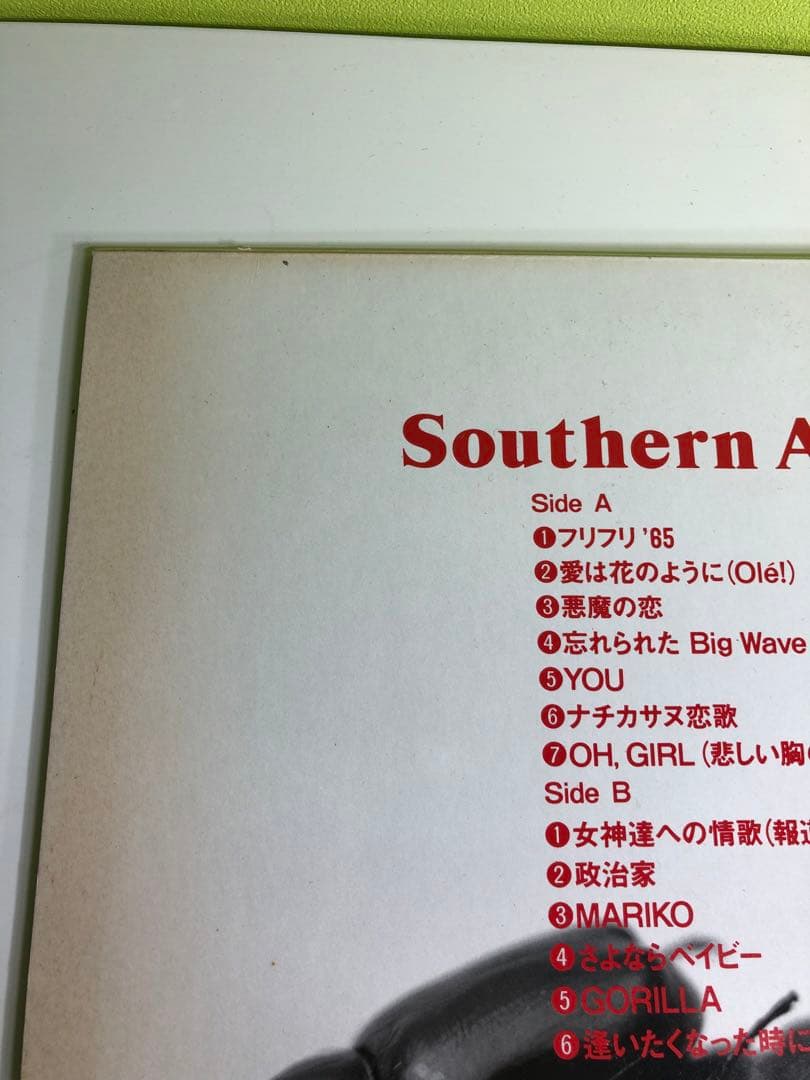 Southern A
Side A
❶フリフリ'65
❷愛は花のように(Olé!)
❸悪魔の恋
❹忘れられた Big Wave
❺YOU
❻ナチカサヌ恋歌
❼OH, GIRL (悲しい胸
Side B
❶女神達への情歌(報道
❷政治家
❸MARIKO
❹さよならベイビー
❺GORILLA
❻逢いたくなった時に